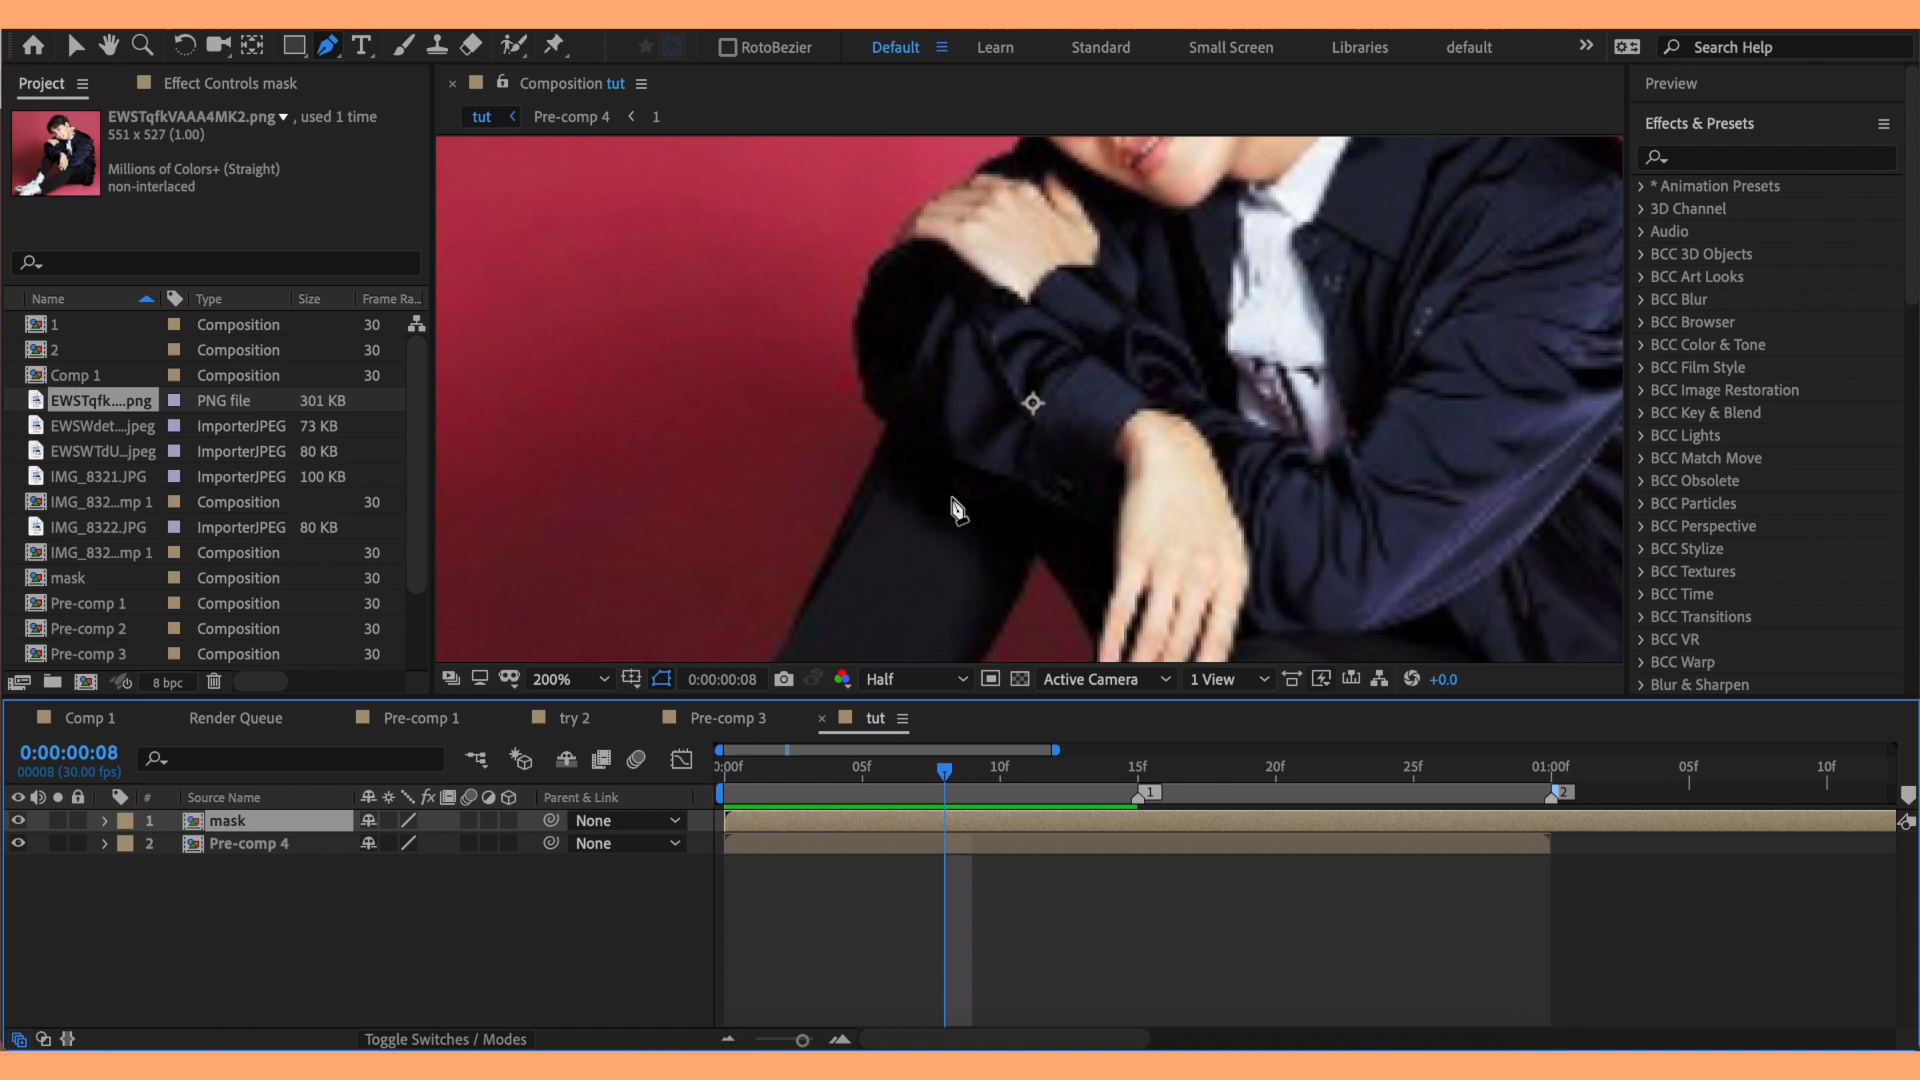 RotoBezier
Default
Learn
Standard
Small Screen
Libraries
default
Search Help
Project
Effect Controls mask
EWSTqfkVAAA4MK2.png , used 1 time
551 x 527 (1.00)
Millions of Colors+ (Straight)
non-interlaced
Name Type Size Frame Ra...
1 Composition 30
2 Composition 30
Comp 1 Composition 30
EWSTqfk....png PNG file 301 KB
EWSWdet....jpeg ImporterJPEG 73 KB
EWSWTdU...jpeg ImporterJPEG 80 KB
IMG_8321.JPG ImporterJPEG 100 KB
IMG_832...mp 1 Composition 30
IMG_8322.JPG ImporterJPEG 80 KB
IMG_832...mp 1 Composition 30
mask Composition 30
Pre-comp 1 Composition 30
Pre-comp 2 Composition 30
Pre-comp 3 Composition 30
8 bpc
Composition tut
tut Pre-comp 4 1
200%
0:00:00:08
Half
Active Camera
1 View
+0.0
Preview
Effects & Presets
* Animation Presets
3D Channel
Audio
BCC 3D Objects
BCC Art Looks
BCC Blur
BCC Browser
BCC Color & Tone
BCC Film Style
BCC Image Restoration
BCC Key & Blend
BCC Lights
BCC Match Move
BCC Obsolete
BCC Particles
BCC Perspective
BCC Stylize
BCC Textures
BCC Time
BCC Transitions
BCC VR
BCC Warp
Blur & Sharpen
Comp 1
Render Queue
Pre-comp 1
try 2
Pre-comp 3
tut
0:00:00:08
00008 (30.00 fps)
:00f 05f 10f 15f 20f 25f 01:00f 05f 10f
# Source Name fx Parent & Link
1 2
1 mask None
2 Pre-comp 4 None
Toggle Switches / Modes